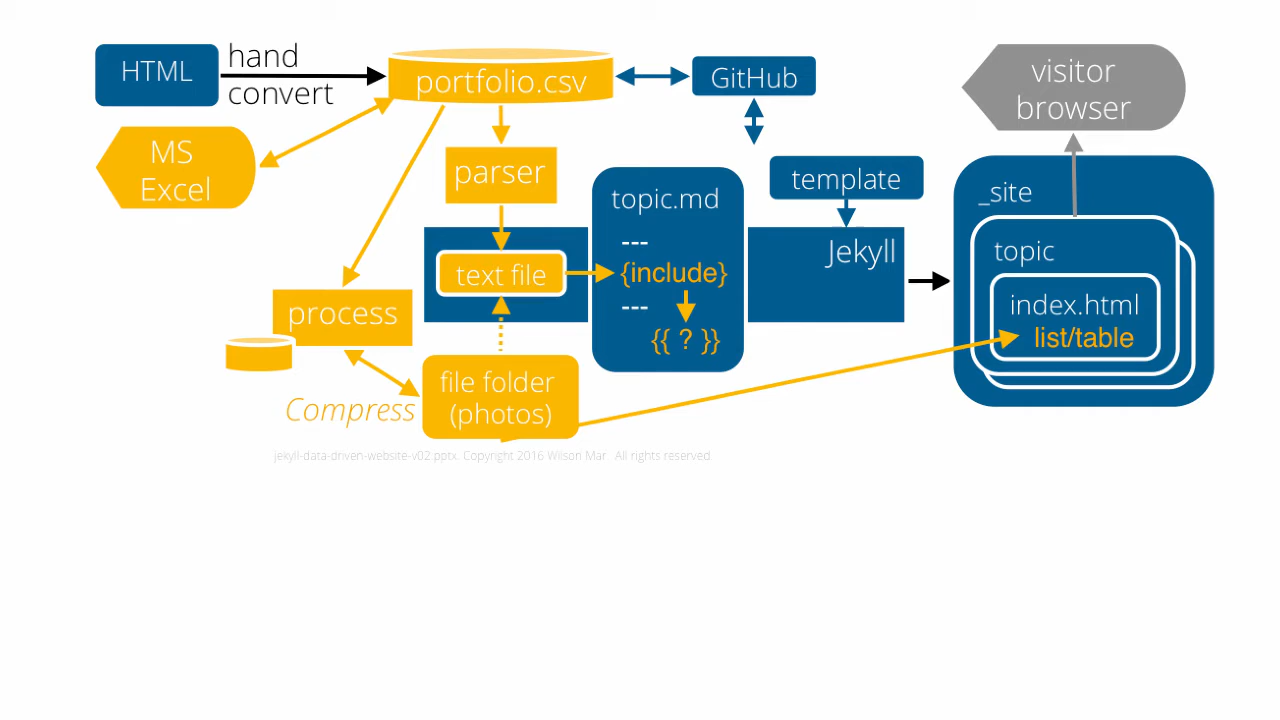 HTML
hand
convert
portfolio.csv
GitHub
visitor
browser
MS
Excel
parser
topic.md
template
_site
---
Jekyll
topic
text file
{include}
---
index.html
process
{{ ? }}
list/table
file folder
(photos)
Compress
jekyll-data-driven-website-v02.pptx. Copyright 2016 Wilson Mar  All rights reserved.